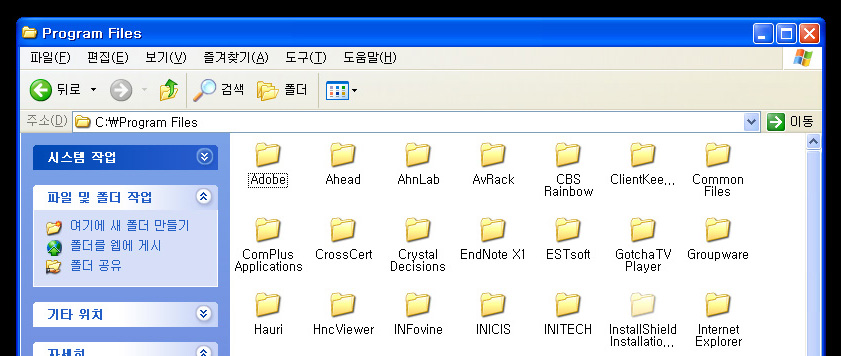 Program Files
파일(F) 편집(E) 보기(V) 즐겨찾기(A) 도구(T) 도움말(H)
뒤로 검색 폴더
주소(D) C:₩Program Files 이동
시스템 작업
파일 및 폴더 작업
여기에 새 폴더 만들기
폴더를 웹에 게시
폴더 공유
기타 위치
자세히
Adobe
Ahead
AhnLab
AvRack
CBS
Rainbow
ClientKee...
Common
Files
ComPlus
Applications
CrossCert
Crystal
Decisions
EndNote X1
ESTsoft
GotchaTV
Player
Groupware
Hauri
HncViewer
INFovine
INICIS
INITECH
InstallShield
Installatio...
Internet
Explorer